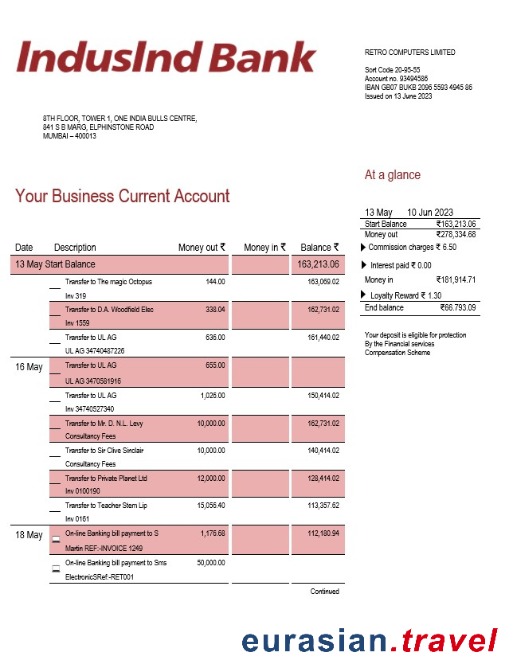 IndusInd Bank
RETRO COMPUTERS LIMITED
Sort Code 20-95-55
Account no. 93494586
IBAN GB07 BUKB 2096 5593 4945 86
Issued on 13 June 2023
8TH FLOOR, TOWER 1, ONE INDIA BULLS CENTRE,
841 S B MARG, ELPHINSTONE ROAD
MUMBAI – 400013
At a glance
Your Business Current Account
13 May 10 Jun 2023
Start Balance ₹163,213.06
Money out ₹278,334.68
Commission charges ₹ 6.50
Interest paid ₹ 0.00
Money in ₹181,914.71
Loyalty Reward ₹ 1.30
End balance ₹66.793.09
Your deposit is eligible for protection
By the Financial services
Compensation Scheme
Date Description Money out ₹ Money in ₹ Balance ₹
13 May Start Balance 163,213.06
Transfer to The magic Octopus 144.00 163,069.02
Inv 319
Transfer to D.A. Woodfield Elec 338.04 162,731.02
Inv 1559
Transfer to UL AG 636.00 161,440.02
UL AG 34740487226
16 May Transfer to UL AG 655.00
UL AG 3470581916
Transfer to UL AG 1,026.00 150,414.02
Inv 34740527340
Transfer to Mr. D. N.L. Levy 10,000.00 162,731.02
Consultancy Fees
Transfer to Sir Clive Sinclair 10,000.00 140,414.02
Consultancy Fees
Transfer to Private Planet Ltd 12,000.00 128,414.02
Inv 0100190
Transfer to Teacher Stern Lip 15,056.40 113,357.62
Inv 0161
18 May On-line Banking bill payment to S 1,176.68 112,180.94
Martin REF:-INVOICE 1249
On-line Banking bill payment to Sms 50,000.00
ElectronicSRef:-RET001
Continued
eurasian.travel